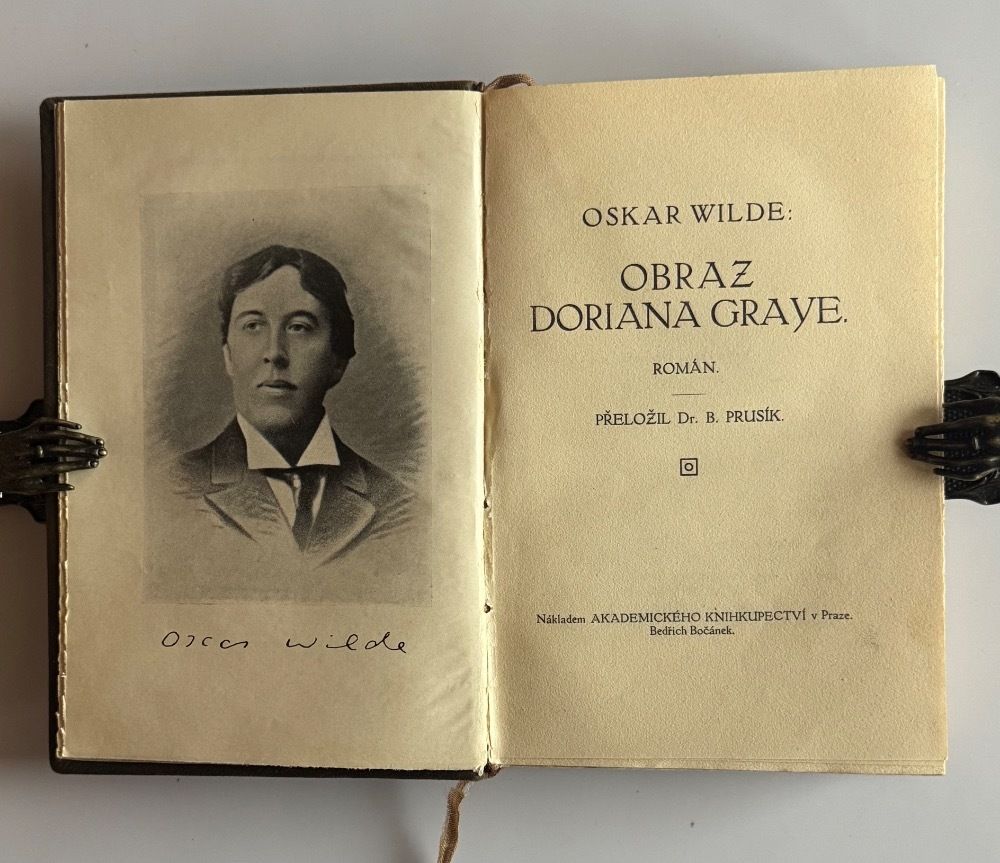 Oscar Wilde
OSKAR WILDE:
OBRAZ
DORIANA GRAYE.
ROMÁN.
PŘELOŽIL Dr. B. PRUSÍK.
Nákladem AKADEMICKÉHO KNIHKUPECTVÍ v Praze.
Bedřich Bočánek.